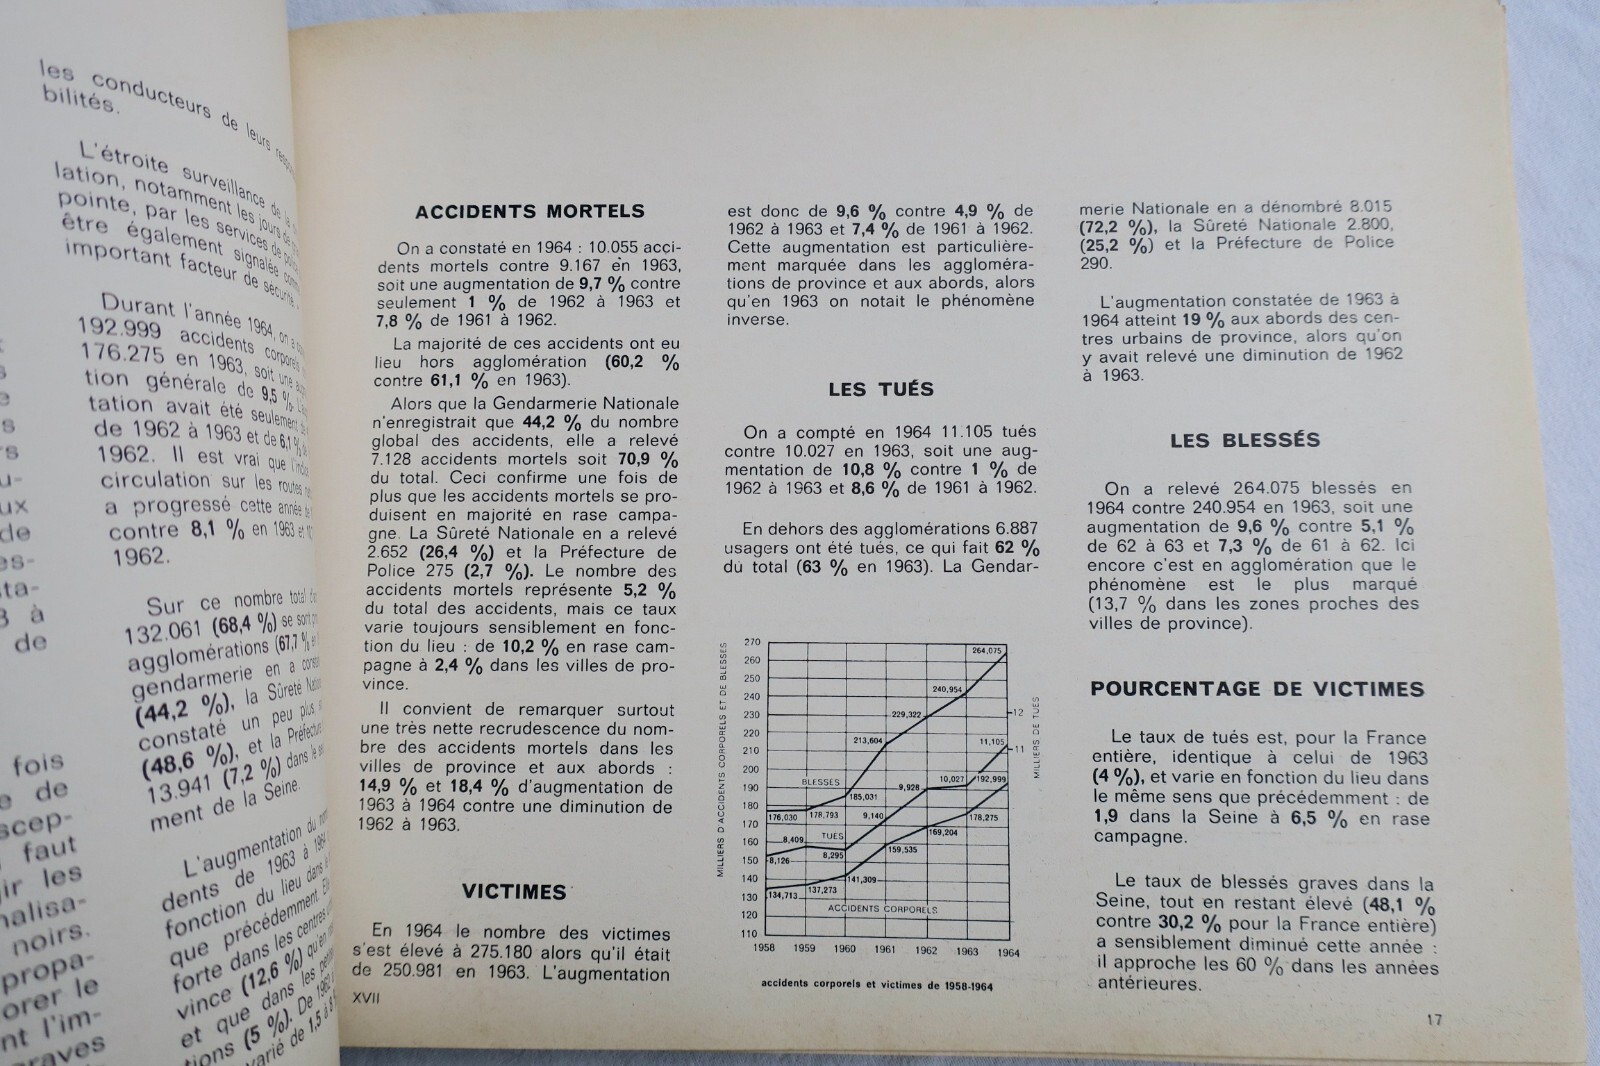 les conducteurs de leurs
bilités.
L'étroite surveillance de la
lation, notamment les jours de
pointe, par les services de
être également signalée
important facteur de sécurité
Durant l'année 1964, on a
192.999 accidents corporels
176.275 en 1963, soit une
tion générale de 9,5 %.
tation avait été seulement
de 1962 à 1963 et de 6,1 %
1962. Il est vrai que
circulation sur les routes
a progressé cette année de
contre 8,1 % en 1963 et
1962.
Sur ce nombre total
132.061 (68,4 %) se sont
agglomérations (67,7 %
gendarmerie en a
(44,2 %), la Sûreté
constaté un peu plus
(48,6 %), et la Préfecture
13.941 (7,2 %) dans le
ment de la Seine.
L'augmentation du
dents de 1963 à
fonction du lieu dans
que précédemment.
forte dans les centres
vince (12,6 %)
et que dans les
tions (5 %). De
varié de 1,5 à
fois
de
faut
les
noirs.
le
l'im-
ACCIDENTS MORTELS
On a constaté en 1964 : 10.055 acci-
dents mortels contre 9.167 en 1963,
soit une augmentation de 9,7 % contre
seulement 1 % de 1962 à 1963 et
7,8 % de 1961 à 1962.
La majorité de ces accidents ont eu
lieu hors agglomération (60,2 %
contre 61,1 % en 1963).
Alors que la Gendarmerie Nationale
n'enregistrait que 44,2 % du nombre
global des accidents, elle a relevé
7.128 accidents mortels soit 70,9 %
du total. Ceci confirme une fois de
plus que les accidents mortels se pro-
duisent en majorité en rase campa-
gne. La Sûreté Nationale en a relevé
2.652 (26,4 %) et la Préfecture de
Police 275 (2,7 %). Le nombre des
accidents mortels représente 5,2 %
du total des accidents, mais ce taux
varie toujours sensiblement en fonc-
tion du lieu : de 10,2 % en rase cam-
pagne à 2,4 % dans les villes de pro-
vince.
Il convient de remarquer surtout
une très nette recrudescence du nom-
bre des accidents mortels dans les
villes de province et aux abords :
14,9 % et 18,4 % d'augmentation de
1963 à 1964 contre une diminution de
1962 à 1963.
VICTIMES
En 1964 le nombre des victimes
s'est élevé à 275.180 alors qu'il était
de 250.981 en 1963. L'augmentation
XVII
est donc de 9,6 % contre 4,9 % de
1962 à 1963 et 7,4 % de 1961 à 1962.
Cette augmentation est particulière-
ment marquée dans les aggloméra-
tions de province et aux abords, alors
qu'en 1963 on notait le phénomène
inverse.
LES TUÉS
On a compté en 1964 11.105 tués
contre 10.027 en 1963, soit une aug-
mentation de 10,8 % contre 1 % de
1962 à 1963 et 8,6 % de 1961 à 1962.
En dehors des agglomérations 6.887
usagers ont été tués, ce qui fait 62 %
du total (63 % en 1963). La Gendar-
MILLIERS D'ACCIDENTS CORPORELS ET DE BLESSES
270
260
250
240
230
220
210
200
190
180
170
160
150
140
130
120
110
264,075
240,954
229,322
213,604
BLESSÉS
185,031
176,030
178,793
11,105
10,027
9,928
9,140
TUES
8,409
8,295
8,126
192,999
178,275
169,204
159,535
141,309
137,273
134,713
ACCIDENTS CORPORELS
12
11
MILLIERS DE TUES
1958 1959 1960 1961 1962 1963 1964
accidents corporels et victimes de 1958-1964
merie Nationale en a dénombré 8.015
(72,2 %), la Sûreté Nationale 2.800,
(25,2 %) et la Préfecture de Police
290.
L'augmentation constatée de 1963 à
1964 atteint 19 % aux abords des cen-
tres urbains de province, alors qu'on
y avait relevé une diminution de 1962
à 1963.
LES BLESSÉS
On a relevé 264.075 blessés en
1964 contre 240.954 en 1963, soit une
augmentation de 9,6 % contre 5,1 %
de 62 à 63 et 7,3 % de 61 à 62. Ici
encore c'est en agglomération que le
phénomène est le plus marqué
(13,7 % dans les zones proches des
villes de province).
POURCENTAGE DE VICTIMES
Le taux de tués est, pour la France
entière, identique à celui de 1963
(4 %), et varie en fonction du lieu dans
le même sens que précédemment : de
1,9 dans la Seine à 6,5 % en rase
campagne.
Le taux de blessés graves dans la
Seine, tout en restant élevé (48,1 %
contre 30,2 % pour la France entière)
a sensiblement diminué cette année :
il approche les 60 % dans les années
antérieures.
17